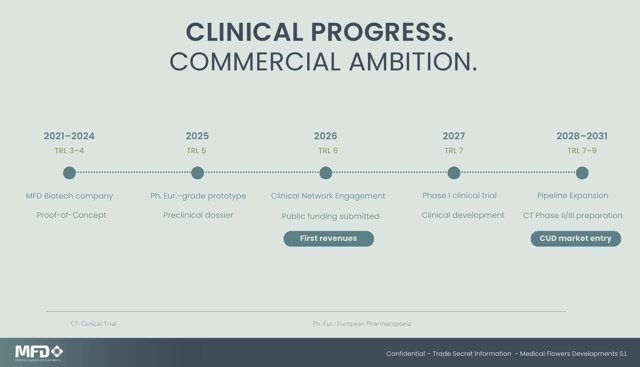 CLINICAL PROGRESS.
COMMERCIAL AMBITION.
2021–2024
TRL 3–4
MFD Biotech company
Proof-of-Concept
2025
TRL 5
Ph. Eur.–grade prototype
Preclinical dossier
2026
TRL 6
Clinical Network Engagement
Public funding submitted
First revenues
2027
TRL 7
Phase I clinical trial
Clinical development
2028–2031
TRL 7–9
Pipeline Expansion
CT Phase II/III preparation
CUD market entry
CT: Conical Trial
Ph. Eur.: European Pharmacopoeia
MFD
Confidential – Trade Secret Information - Medical Flowers Developments S.L